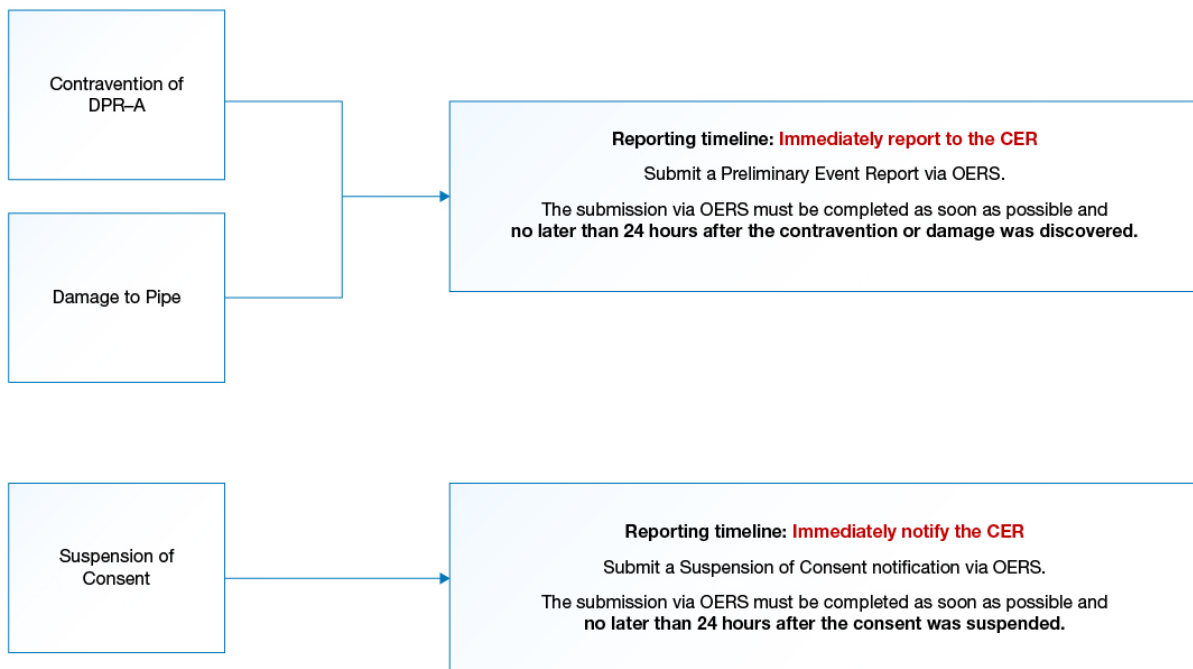 Contravention of
DPR–A
Reporting timeline: Immediately report to the CER
Submit a Preliminary Event Report via OERS.
The submission via OERS must be completed as soon as possible and
no later than 24 hours after the contravention or damage was discovered.
Damage to Pipe
Suspension of
Consent
Reporting timeline: Immediately notify the CER
Submit a Suspension of Consent notification via OERS.
The submission via OERS must be completed as soon as possible and
no later than 24 hours after the consent was suspended.